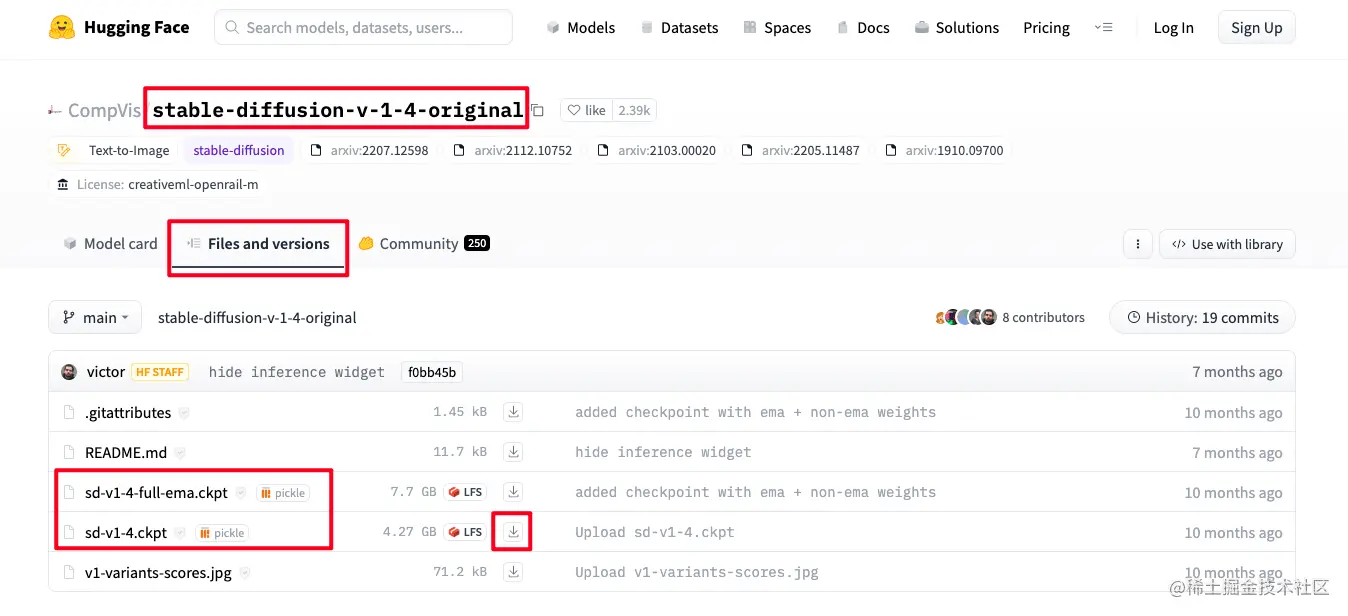 Hugging Face Search models, datasets, users... Models Datasets Spaces Docs Solutions Pricing Log In Sign Up
CompVis stable-diffusion-v-1-4-original like 2.39k
Text-to-Image stable-diffusion arxiv:2207.12598 arxiv:2112.10752 arxiv:2103.00020 arxiv:2205.11487 arxiv:1910.09700
License: creativeml-openrail-m
Model card Files and versions Community 250 Use with library
main stable-diffusion-v-1-4-original 8 contributors History: 19 commits
victor HF STAFF hide inference widget f0bb45b 7 months ago
.gitattributes 1.45 kB added checkpoint with ema + non-ema weights 10 months ago
README.md 11.7 kB hide inference widget 7 months ago
sd-v1-4-full-ema.ckpt pickle 7.7 GB LFS added checkpoint with ema + non-ema weights 10 months ago
sd-v1-4.ckpt pickle 4.27 GB LFS Upload sd-v1-4.ckpt 10 months ago
v1-variants-scores.jpg 71.2 kB Upload v1-variants-scores.jpg 10 months ago
@稀土掘金技术社区